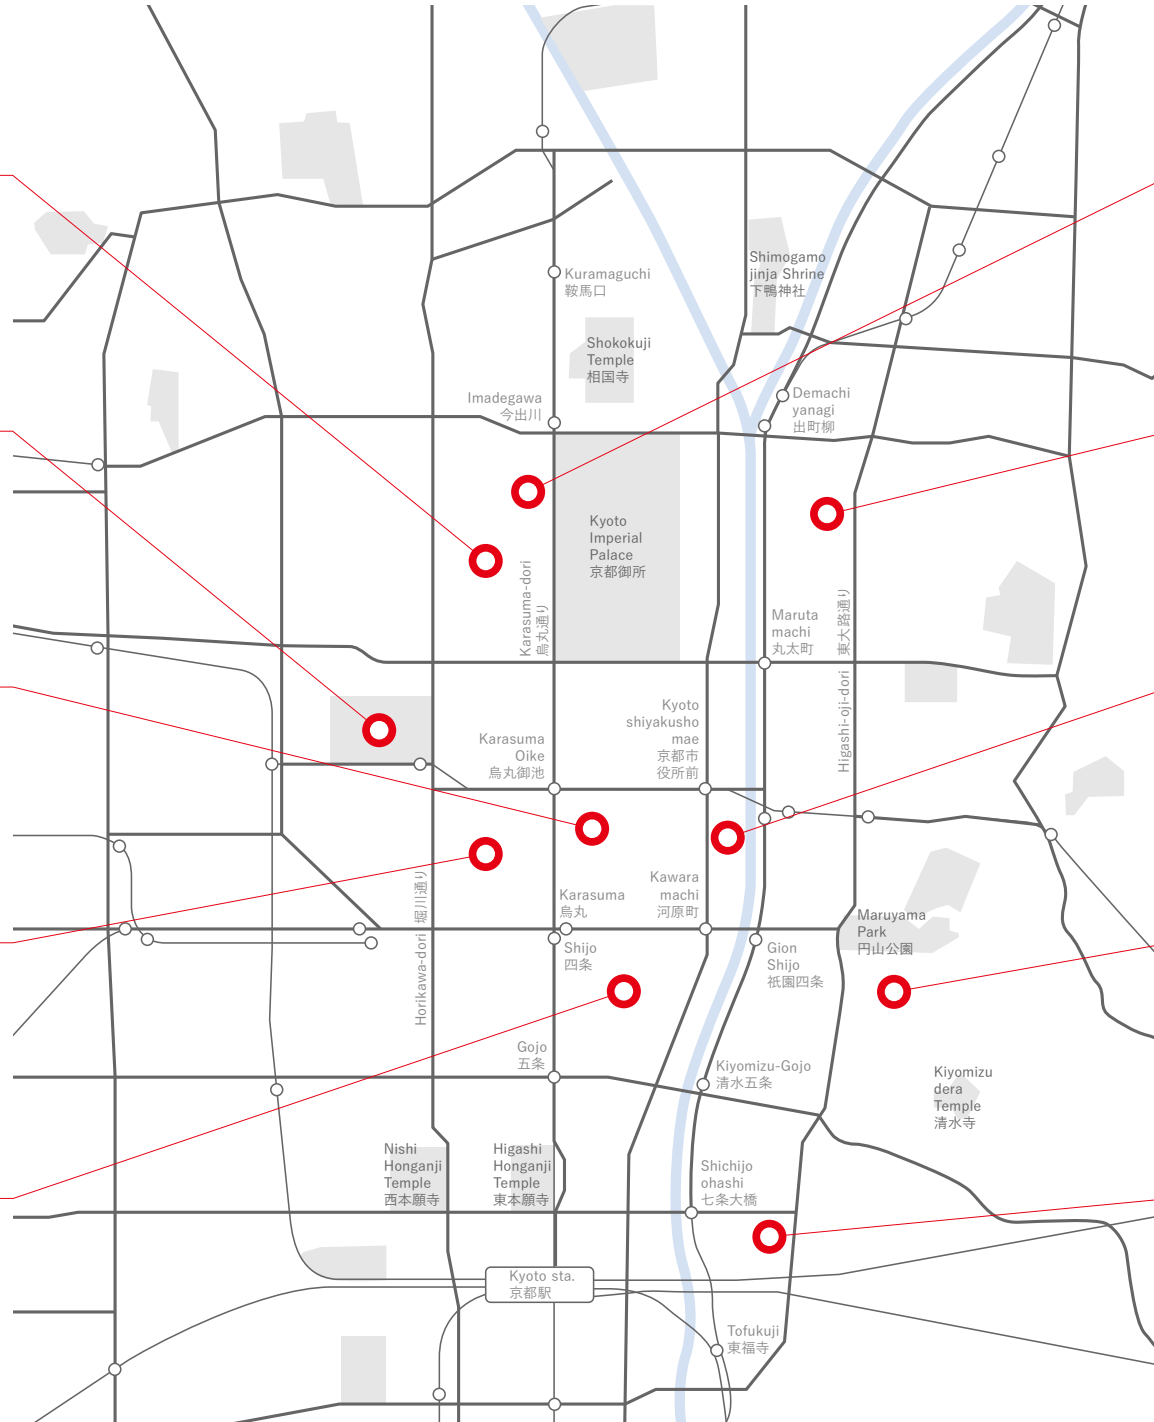 Shimogamo
jinja Shrine
下鴨神社
Kuramaguchi
鞍馬口
Shokokuji
Temple
相国寺
Imadegawa
今出川
Demachi
yanagi
出町柳
Kyoto
Imperial
Palace
京都御所
Karasuma-dori
烏丸通り
Maruta
machi
丸太町
Higashi-oji-dori 東大路通り
Kyoto
shiyakusho
mae
京都市
役所前
Karasuma
Oike
烏丸御池
Horikawa-dori 堀川通り
Karasuma
烏丸
Kawara
machi
河原町
Maruyama
Park
円山公園
Shijo
四条
Gion
Shijo
祇園四条
Gojo
五条
Kiyomizu-Gojo
清水五条
Kiyomizu
dera
Temple
清水寺
Nishi
Honganji
Temple
西本願寺
Higashi
Honganji
Temple
東本願寺
Shichijo
ohashi
七条大橋
Kyoto sta.
京都駅
Tofukuji
東福寺